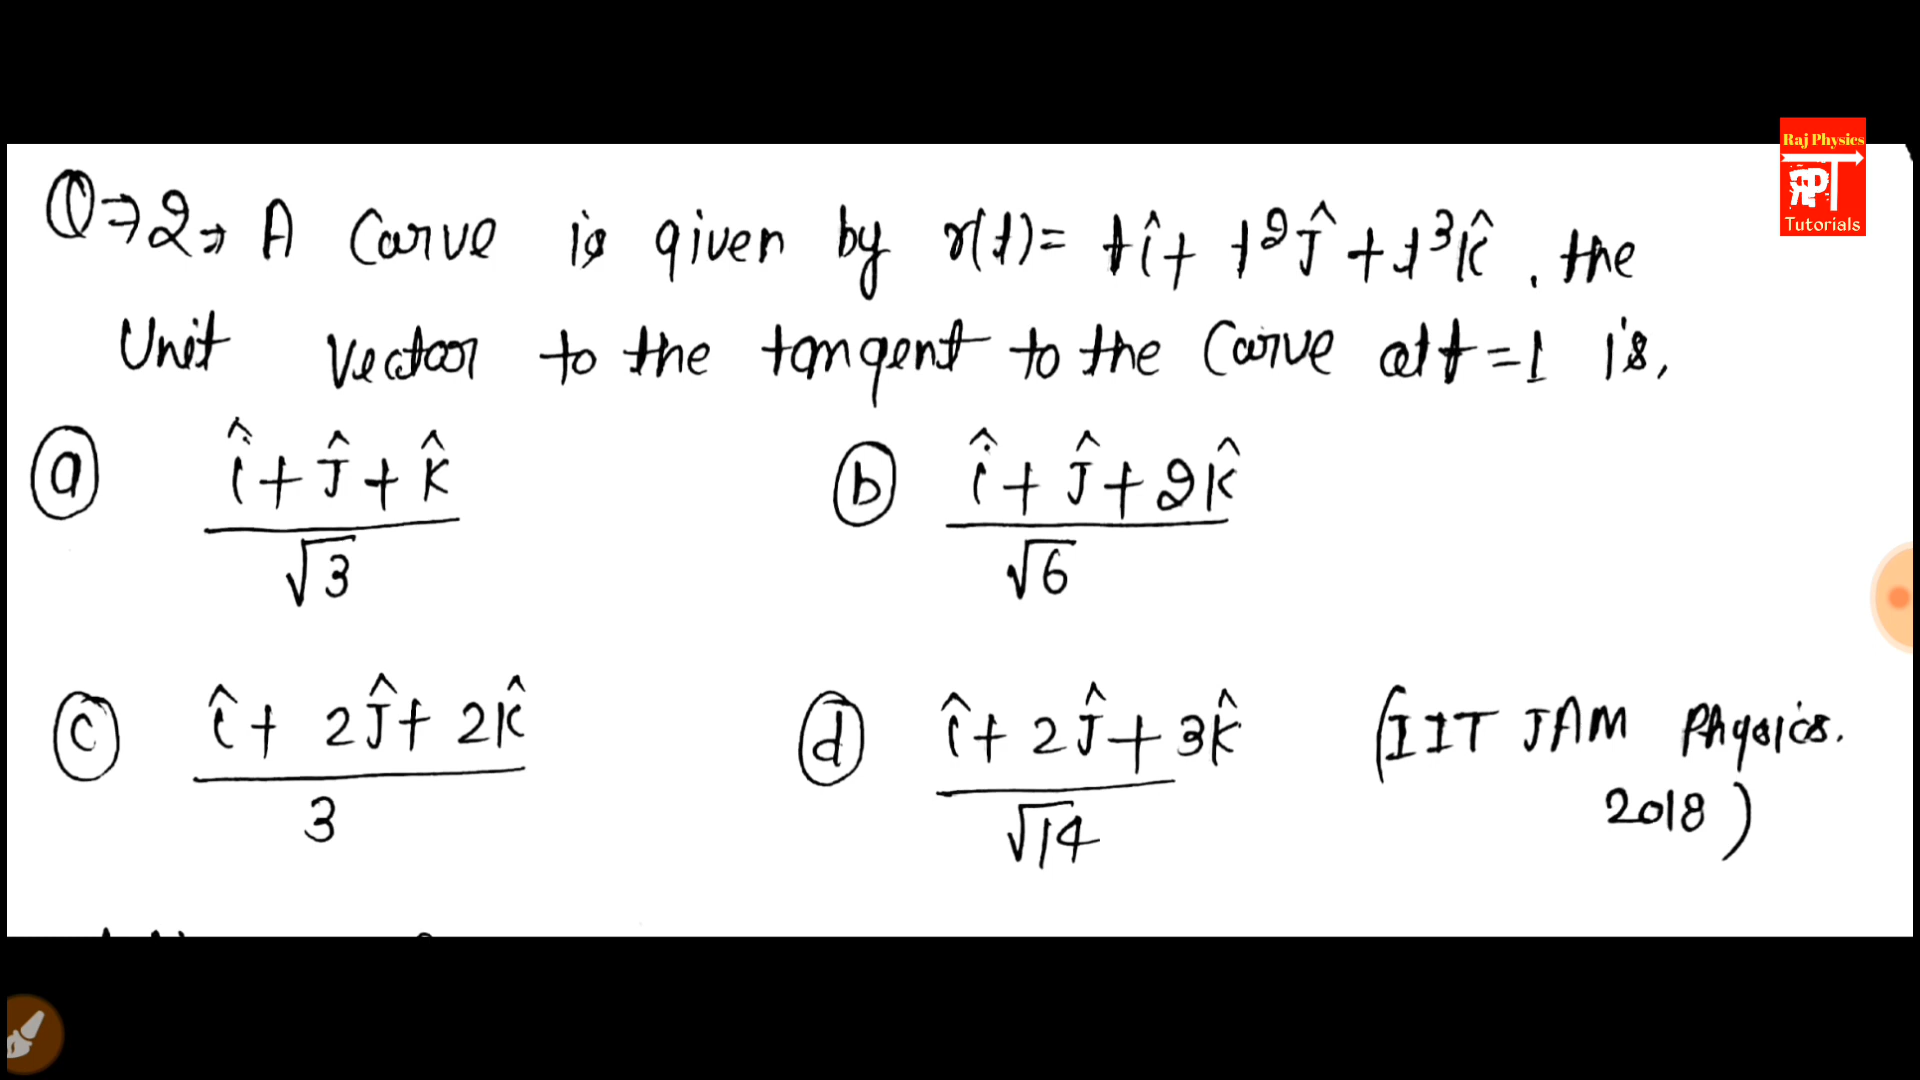 Raj Physics
RPT
Tutorials
Q⇒2⇒ A Curve is given by r(t)= tî + t²ĵ + t³k̂ . the
Unit Vector to the tangent to the Curve at t=1 is,
(a) î + ĵ + k̂ / √3
(b) î + ĵ + 2k̂ / √6
(c) î + 2ĵ + 2k̂ / 3
(d) î + 2ĵ + 3k̂ / √14
(IIT JAM Physics.
2018)